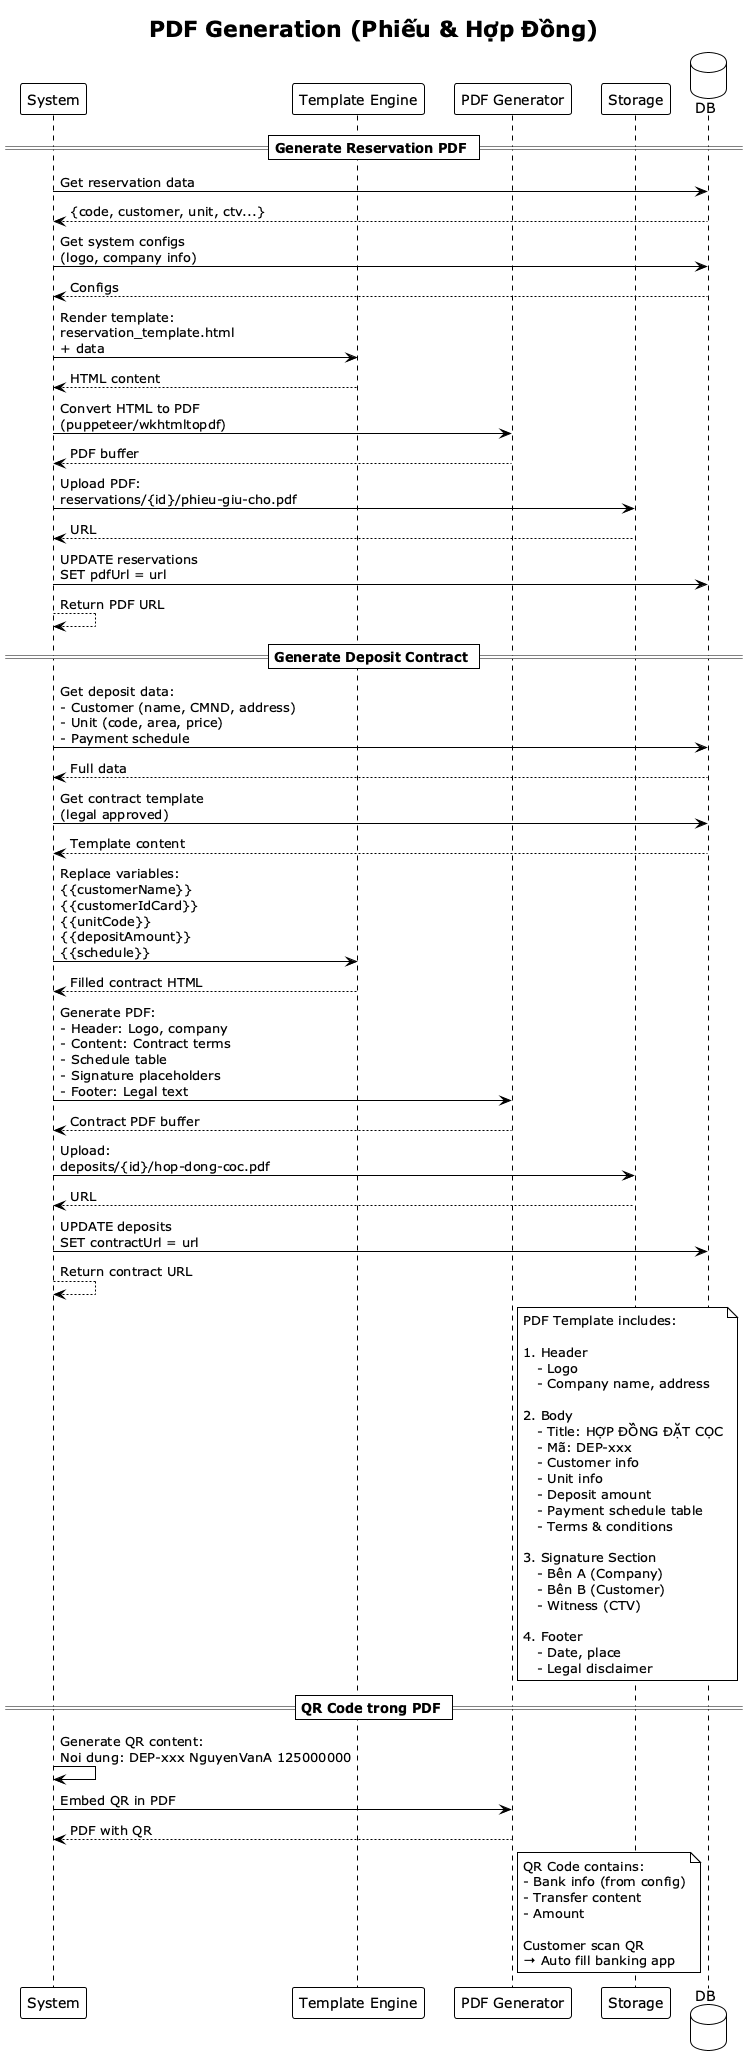 PDF Generation (Phiếu & Hợp Đồng)
System
Template Engine
PDF Generator
Storage
DB
Generate Reservation PDF
Get reservation data
{code, customer, unit, ctv...}
Get system configs
(logo, company info)
Configs
Render template:
reservation_template.html
+ data
HTML content
Convert HTML to PDF
(puppeteer/wkhtmltopdf)
PDF buffer
Upload PDF:
reservations/{id}/phieu-giu-cho.pdf
URL
UPDATE reservations
SET pdfUrl = url
Return PDF URL
Generate Deposit Contract
Get deposit data:
- Customer (name, CMND, address)
- Unit (code, area, price)
- Payment schedule
Full data
Get contract template
(legal approved)
Template content
Replace variables:
{{customerName}}
{{customerIdCard}}
{{unitCode}}
{{depositAmount}}
{{schedule}}
Filled contract HTML
Generate PDF:
- Header: Logo, company
- Content: Contract terms
- Schedule table
- Signature placeholders
- Footer: Legal text
Contract PDF buffer
Upload:
deposits/{id}/hop-dong-coc.pdf
URL
UPDATE deposits
SET contractUrl = url
Return contract URL
PDF Template includes:
1. Header
- Logo
- Company name, address
2. Body
- Title: HỢP ĐỒNG ĐẶT CỌC
- Mã: DEP-xxx
- Customer info
- Unit info
- Deposit amount
- Payment schedule table
- Terms & conditions
3. Signature Section
- Bên A (Company)
- Bên B (Customer)
- Witness (CTV)
4. Footer
- Date, place
- Legal disclaimer
QR Code trong PDF
Generate QR content:
Noi dung: DEP-xxx NguyenVanA 125000000
Embed QR in PDF
PDF with QR
QR Code contains:
- Bank info (from config)
- Transfer content
- Amount
Customer scan QR
→ Auto fill banking app
System
Template Engine
PDF Generator
Storage
DB